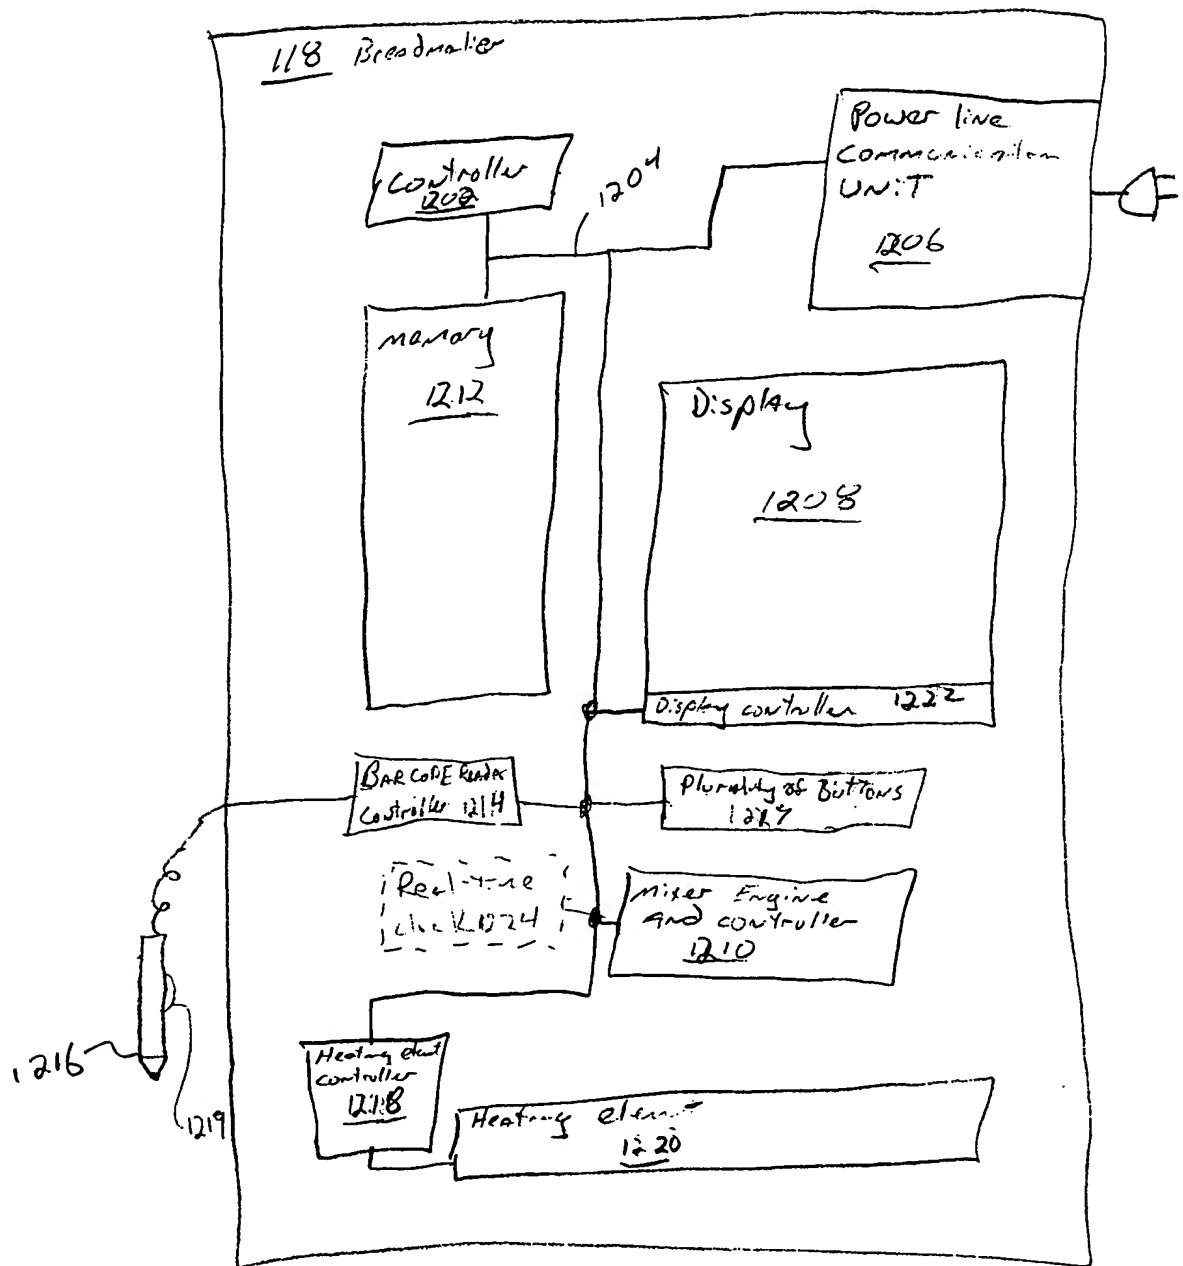 118 Breadmaker
Power line
Communication
UNIT
1206
Controller
1202
1204
Memory
1212
Display
1208
Display controller 1222
BAR CODE Reader
Controller 1214
Plurality of Buttons
Real-time
clock 1224
Mixer Engine
And controller
1210
1216
1219
Heating elemt
controller
1218
Heating element
1220